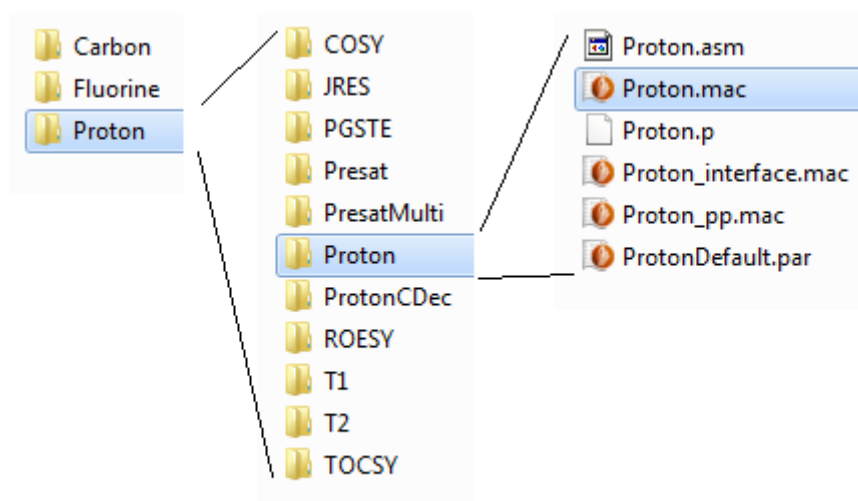 Carbon
Fluorine
Proton
COSY
JRES
PGSTE
Presat
PresatMulti
Proton
ProtonCDec
ROESY
T1
T2
TOCSY
Proton.asm
Proton.mac
Proton.p
Proton_interface.mac
Proton_pp.mac
ProtonDefault.par